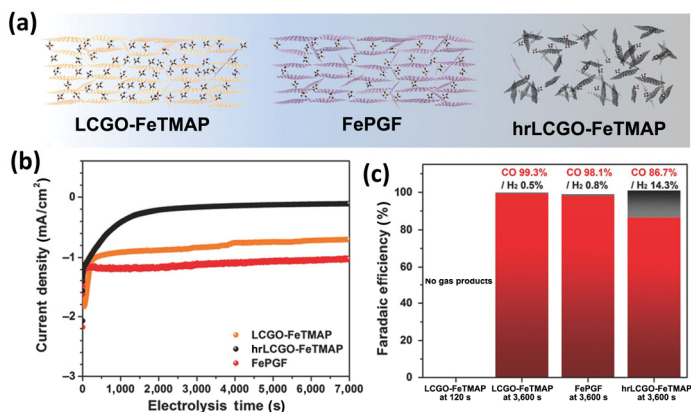 (a)
LCGO-FeTMAP FePGF hrLCGO-FeTMAP
(b)
Current density (mA/cm²)
0
−1
−2
−3
LCGO-FeTMAP
hrLCGO-FeTMAP
FePGF
0 1,000 2,000 3,000 4,000 5,000 6,000 7,000
Electrolysis time (s)
(c)
CO 99.3% CO 98.1% CO 86.7%
/ H₂ 0.5% / H₂ 0.8% / H₂ 14.3%
Faradaic efficiency (%)
100
80
60
40
20
0
No gas products
LCGO-FeTMAP LCGO-FeTMAP FePGF hrLCGO-FeTMAP
at 120 s at 3,600 s at 3,600 s at 3,600 s